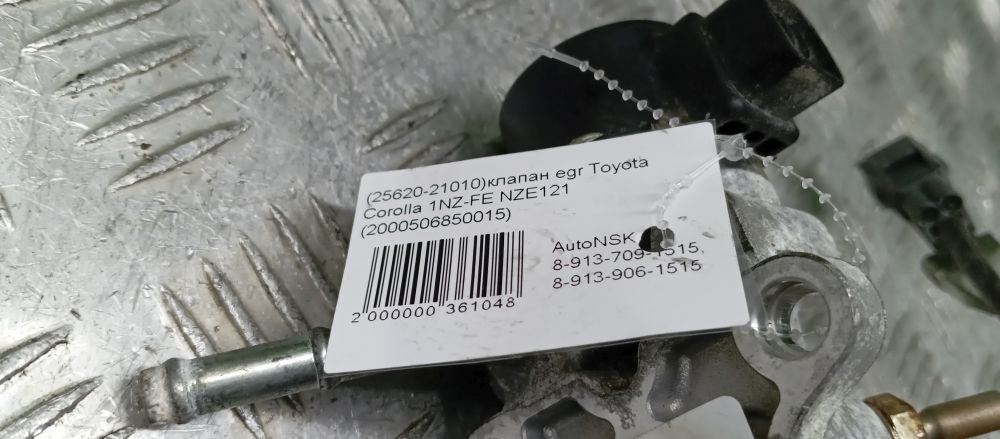 (25620-21010)клапан egr Toyota
Corolla 1NZ-FE NZE121
(2000506850015)
AutoNSK
8-913-709-1515,
8-913-906-1515
2 000000 361048